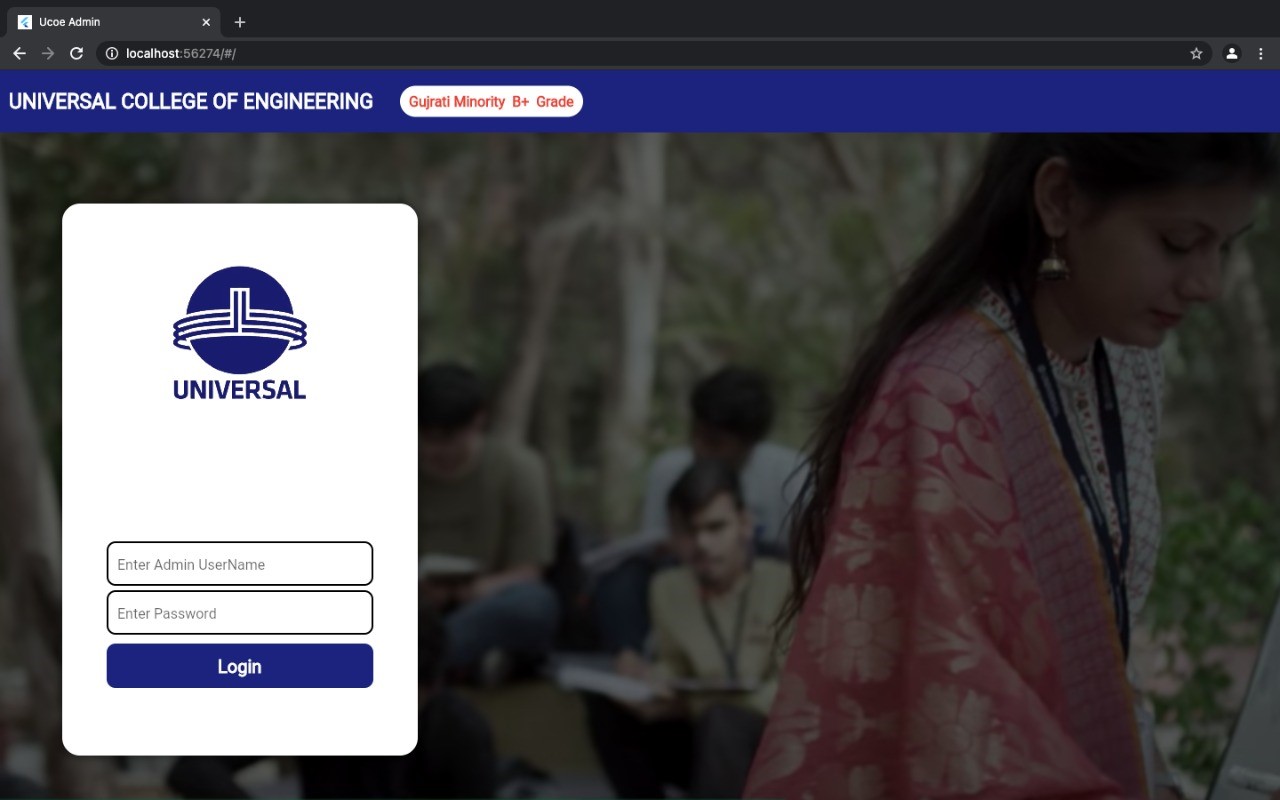 Ucoe Admin
localhost:56274/#/
UNIVERSAL COLLEGE OF ENGINEERING
Gujrati Minority B+ Grade
UNIVERSAL
Enter Admin UserName
Enter Password
Login